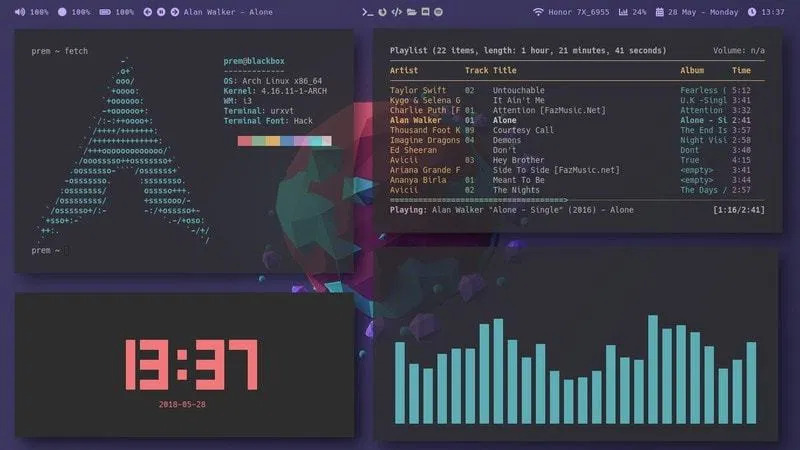 100% 100% 100% Alan Walker - Alone Honor 7X_6955 24% 28 May - Monday 13:37
prem ~ fetch
prem@blackbox
-------------
OS: Arch Linux x86_64
Kernel: 4.16.11-1-ARCH
WM: i3
Terminal: urxvt
Terminal Font: Hack
prem ~
Playlist (22 items, length: 1 hour, 21 minutes, 41 seconds) Volume: n/a
Artist Track Title Album Time
Taylor Swift 02 Untouchable Fearless ( 5:12
Kygo & Selena G It Ain't Me U.K -Singl 3:41
Charlie Puth [F 01 Attention [FazMusic.Net] Attention 3:32
Alan Walker 01 Alone Alone - Si 2:41
Thousand Foot K 09 Courtesy Call The End Is 3:57
Imagine Dragons 04 Demons Night Visi 2:58
Ed Sheeran Don't Dont 3:40
Avicii 03 Hey Brother True 4:15
Ariana Grande F Side To Side [FazMusic.net] <empty> 3:41
Ananya Birla 01 Meant To Be <empty> 3:44
Avicii 02 The Nights The Days / 2:57
Playing: Alan Walker "Alone - Single" (2016) - Alone [1:16/2:41]
13:37
2018-05-28